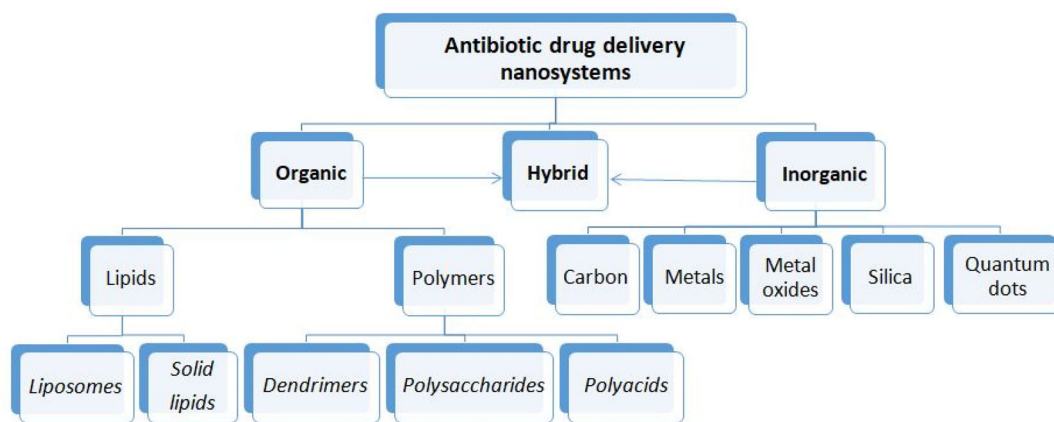 Antibiotic drug delivery
nanosystems
Organic
Hybrid
Inorganic
Lipids
Polymers
Carbon
Metals
Metal
oxides
Silica
Quantum
dots
Liposomes
Solid
lipids
Dendrimers
Polysaccharides
Polyacids